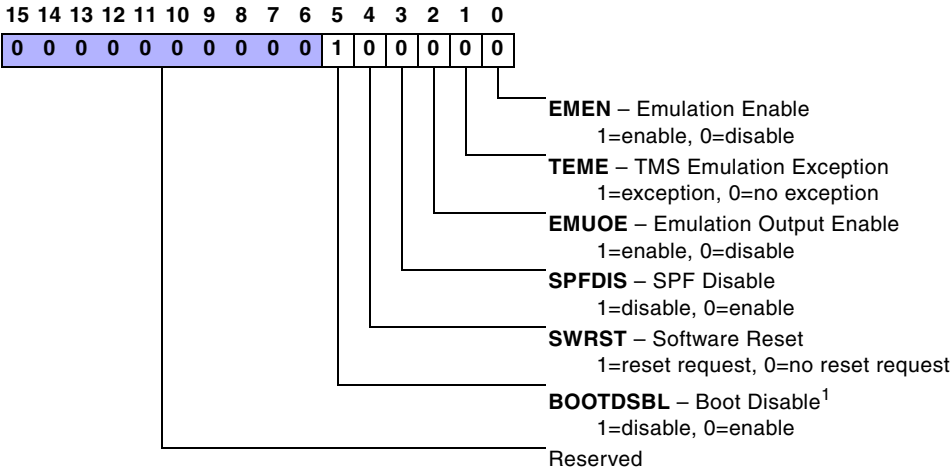 15 14 13 12 11 10 9 8 7 6 5 4 3 2 1 0
0 0 0 0 0 0 0 0 0 0 1 0 0 0 0 0
EMEN – Emulation Enable
1=enable, 0=disable
TEME – TMS Emulation Exception
1=exception, 0=no exception
EMUOE – Emulation Output Enable
1=enable, 0=disable
SPFDIS – SPF Disable
1=disable, 0=enable
SWRST – Software Reset
1=reset request, 0=no reset request
BOOTDSBL – Boot Disable1
1=disable, 0=enable
Reserved